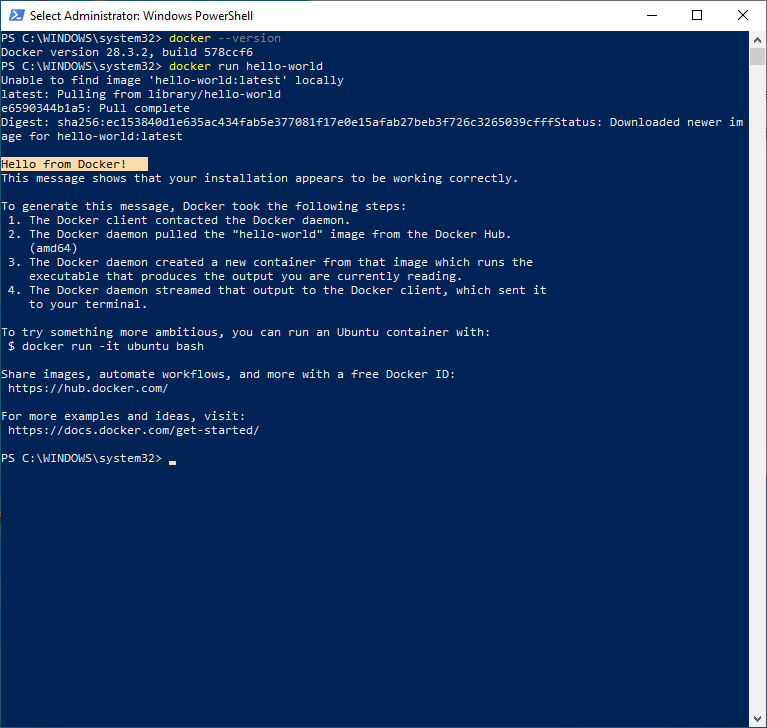 Select Administrator: Windows PowerShell
PS C:\WINDOWS\system32> docker --version
Docker version 28.3.2, build 578ccf6
PS C:\WINDOWS\system32> docker run hello-world
Unable to find image 'hello-world:latest' locally
latest: Pulling from library/hello-world
e6590344b1a5: Pull complete
Digest: sha256:ec153840d1e635ac434fab5e377081f17e0e15afab27beb3f726c3265039cfffStatus: Downloaded newer im
age for hello-world:latest
Hello from Docker!
This message shows that your installation appears to be working correctly.
To generate this message, Docker took the following steps:
1. The Docker client contacted the Docker daemon.
2. The Docker daemon pulled the "hello-world" image from the Docker Hub.
(amd64)
3. The Docker daemon created a new container from that image which runs the
executable that produces the output you are currently reading.
4. The Docker daemon streamed that output to the Docker client, which sent it
to your terminal.
To try something more ambitious, you can run an Ubuntu container with:
$ docker run -it ubuntu bash
Share images, automate workflows, and more with a free Docker ID:
https://hub.docker.com/
For more examples and ideas, visit:
https://docs.docker.com/get-started/
PS C:\WINDOWS\system32>